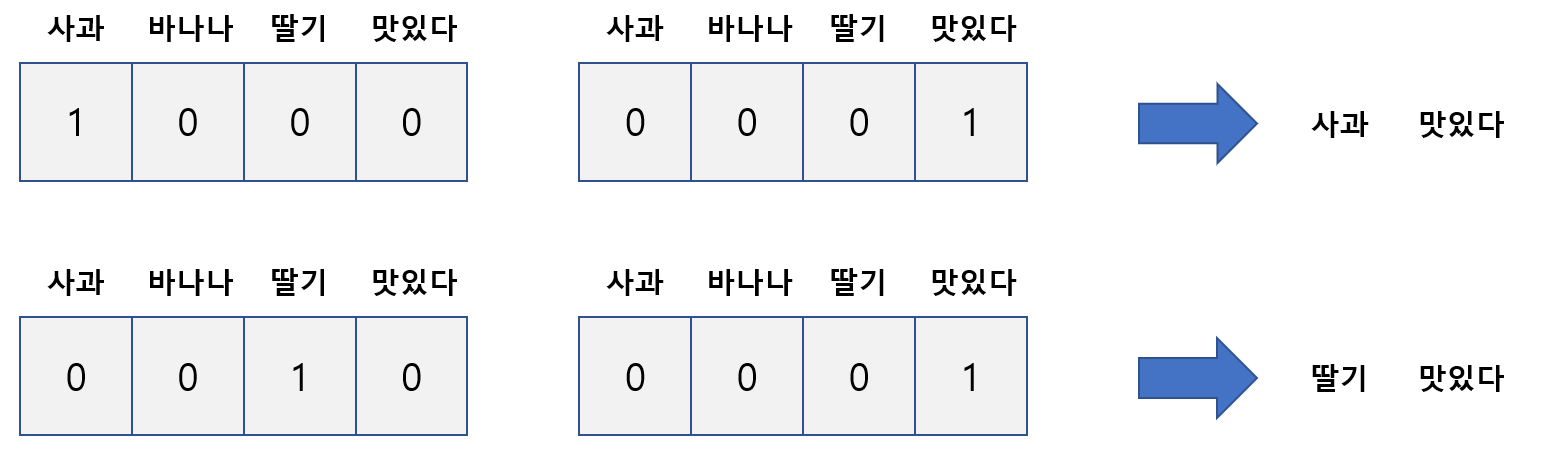 사과 바나나 딸기 맛있다 사과 바나나 딸기 맛있다
1 0 0 0 0 0 0 1 사과 맛있다
사과 바나나 딸기 맛있다 사과 바나나 딸기 맛있다
0 0 1 0 0 0 0 1 딸기 맛있다